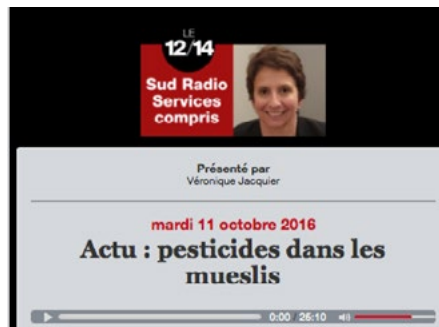 LE
12/14
Sud Radio
Services
compris
Présenté par
Véronique Jacquier
mardi 11 octobre 2016
Actu : pesticides dans les
mueslis
0:00 / 26:10